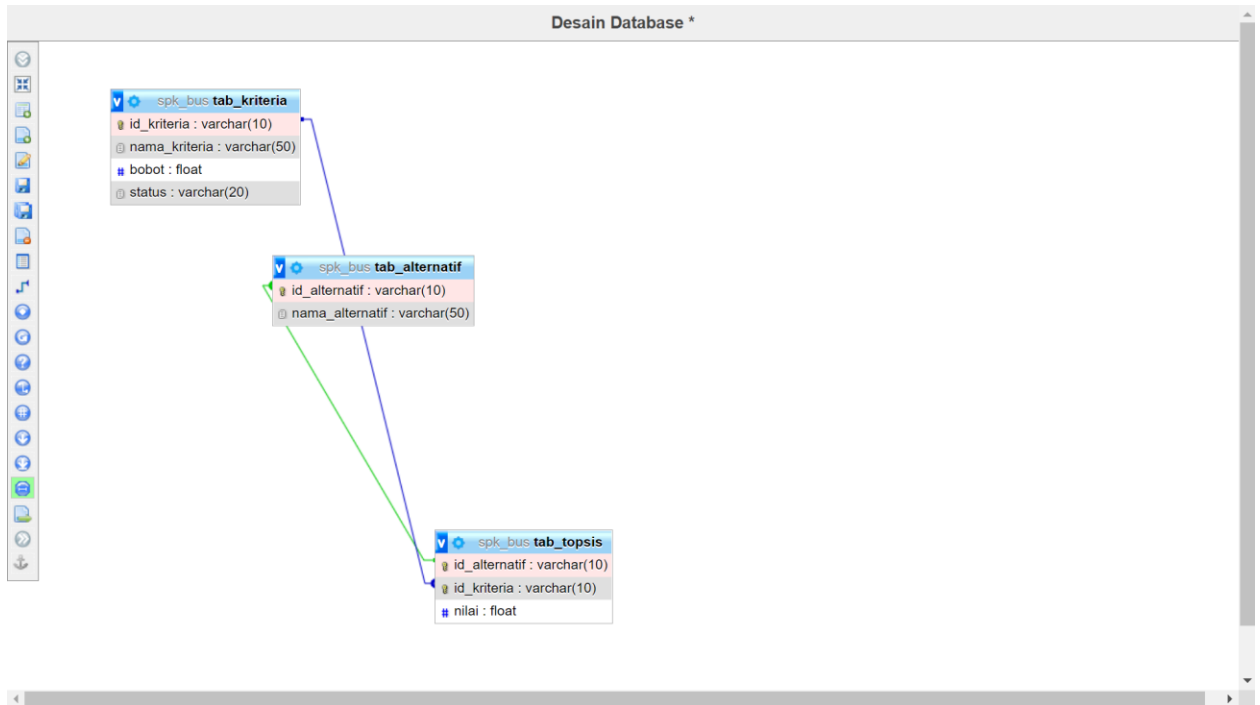 Desain Database *
v spk_bus tab_kriteria
id_kriteria : varchar(10)
nama_kriteria : varchar(50)
# bobot : float
status : varchar(20)
v spk_bus tab_alternatif
id_alternatif : varchar(10)
nama_alternatif : varchar(50)
v spk_bus tab_topsis
id_alternatif : varchar(10)
id_kriteria : varchar(10)
# nilai : float